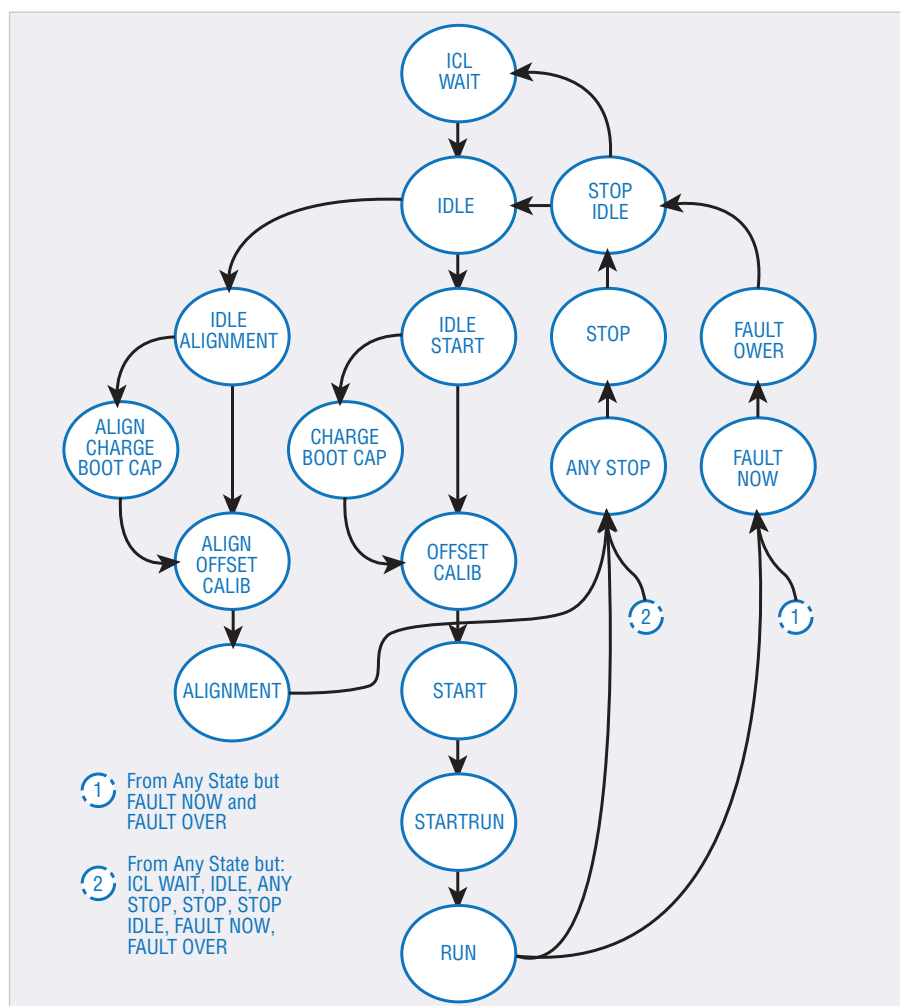 ICL
WAIT
IDLE
STOP
IDLE
IDLE
ALIGNMENT
IDLE
START
STOP
FAULT
OWER
ALIGN
CHARGE
BOOT CAP
CHARGE
BOOT CAP
ANY STOP
FAULT
NOW
ALIGN
OFFSET
CALIB
OFFSET
CALIB
2
1
ALIGNMENT
START
1
From Any State but
FAULT NOW and
FAULT OVER
STARTRUN
2
From Any State but:
ICL WAIT, IDLE, ANY
STOP, STOP, STOP
IDLE, FAULT NOW,
FAULT OVER
RUN